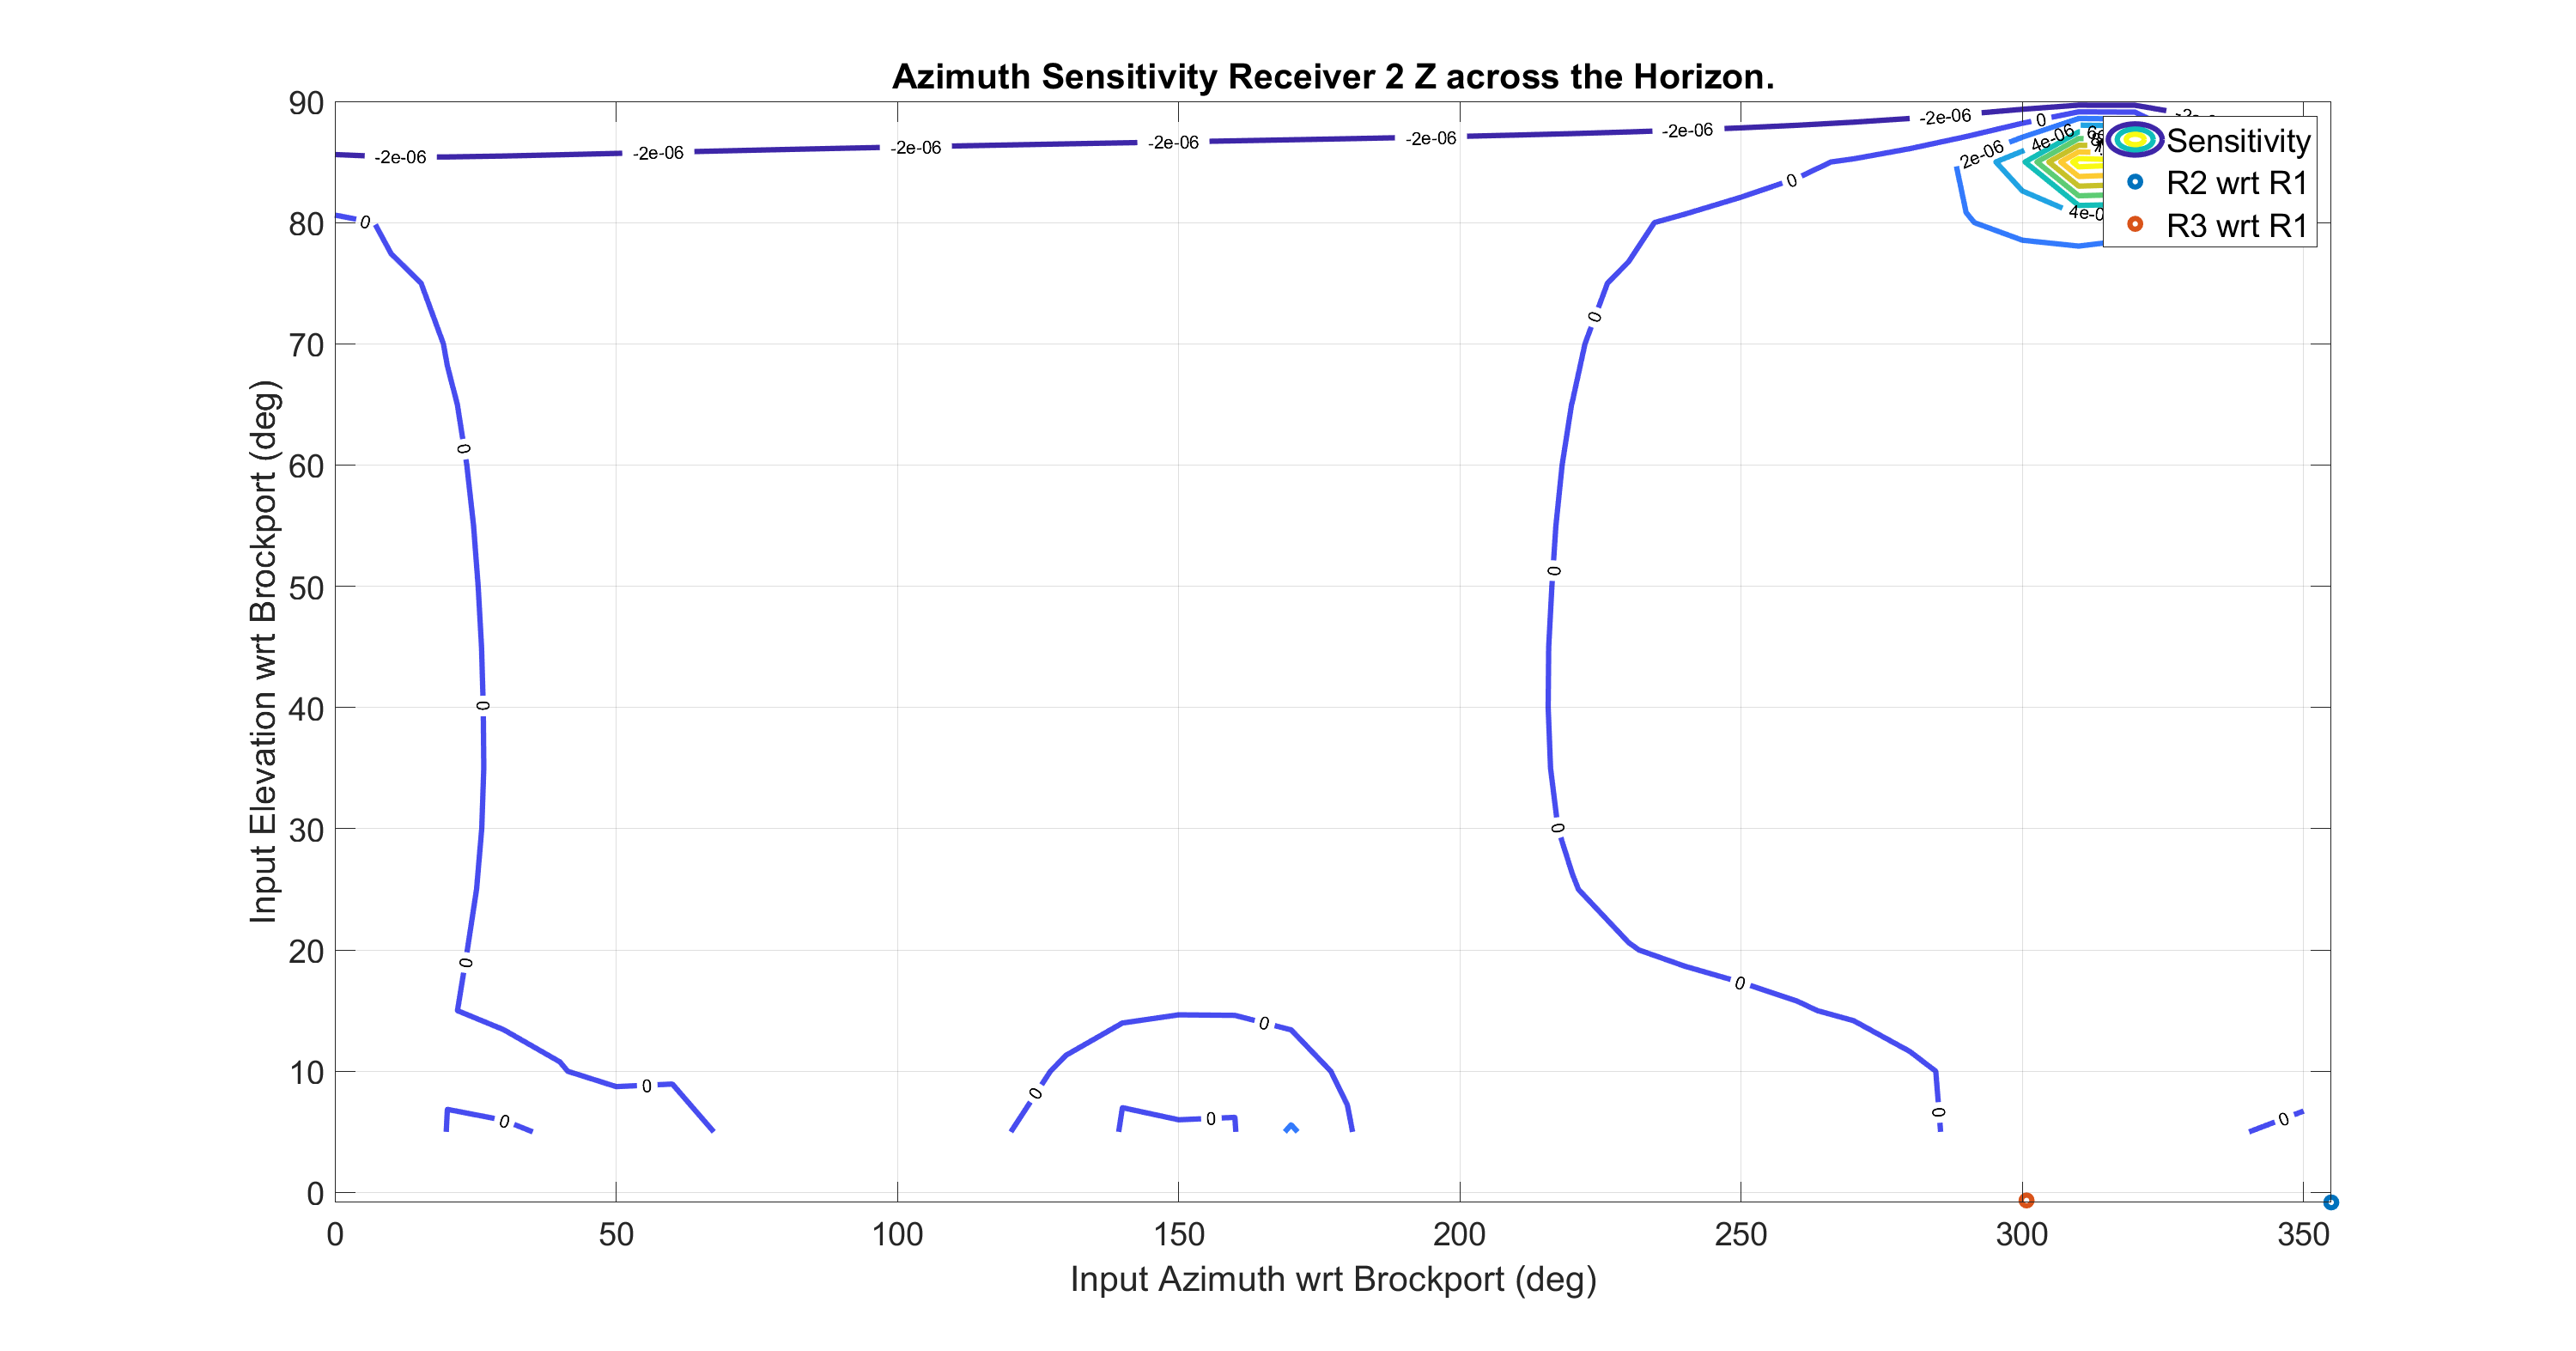 Azimuth Sensitivity Receiver 2 Z across the Horizon.
Input Elevation wrt Brockport (deg)
90
80
70
60
50
40
30
20
10
0
-2e-06 -2e-06 -2e-06 -2e-06 -2e-06 -2e-06 -2e-06
0 2e-06 4e-06
0 0
0 0
0 0
0 0
0 0
0 0
0 0 0
0 0 0 0
Sensitivity
R2 wrt R1
R3 wrt R1
0 50 100 150 200 250 300 350
Input Azimuth wrt Brockport (deg)